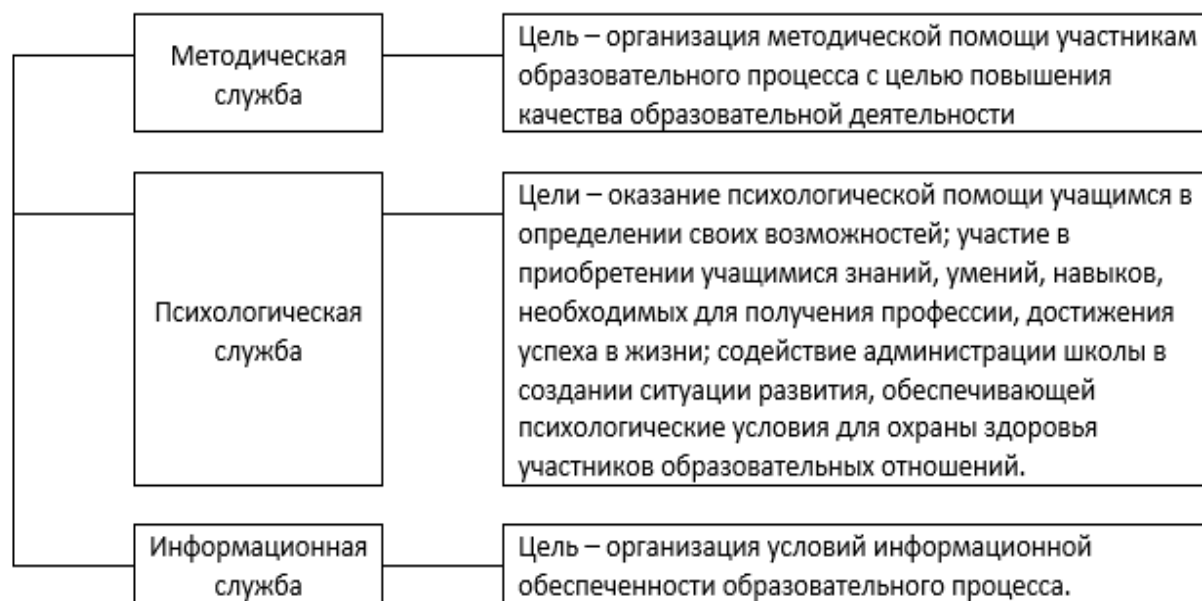 Методическая
служба
Цель – организация методической помощи участникам
образовательного процесса с целью повышения
качества образовательной деятельности
Психологическая
служба
Цели – оказание психологической помощи учащимся в
определении своих возможностей; участие в
приобретении учащимися знаний, умений, навыков,
необходимых для получения профессии, достижения
успеха в жизни; содействие администрации школы в
создании ситуации развития, обеспечивающей
психологические условия для охраны здоровья
участников образовательных отношений.
Информационная
служба
Цель – организация условий информационной
обеспеченности образовательного процесса.